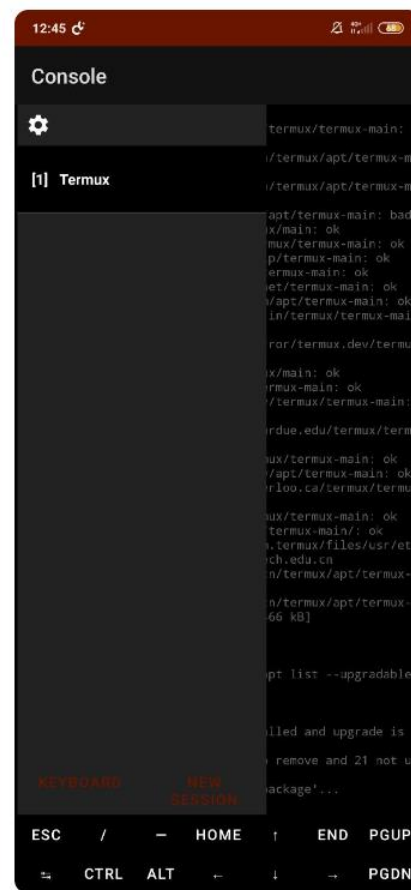 12:45
68
Console
[1] Termux
termux/termux-main:
/termux/apt/termux-m
/termux/apt/termux-m
apt/termux-main: bad
ux/main: ok
mux/termux-main: ok
p/termux-main: ok
ermux-main: ok
et/termux-main: ok
/apt/termux-main: ok
in/termux/termux-mai
ror/termux.dev/termu
ux/main: ok
rmux-main: ok
/termux/termux-main:
urdue.edu/term
ux/termux-main: ok
/apt/termux-main: ok
rloo.ca/termux/termu
ux/termux-main: ok
termux-main/: ok
.termux/files/usr/et
ch.edu.cn
n/termux/apt/termux-
n/termux/apt/termux-
66 kB]
pt list --upgradable
lled and upgrade is
remove and 21 not u
ackage'...
KEYBOARD
NEW
SESSION
ESC / — HOME ↑ END PGUP
↹ CTRL ALT ← ↓ → PGDN